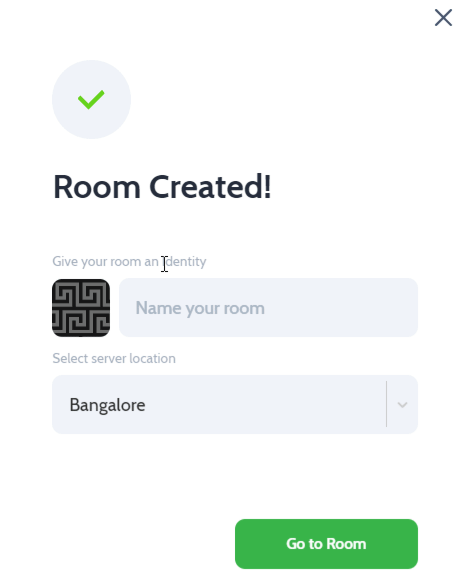 Room Created!
Give your room an identity
Name your room
Select server location
Bangalore
Go to Room